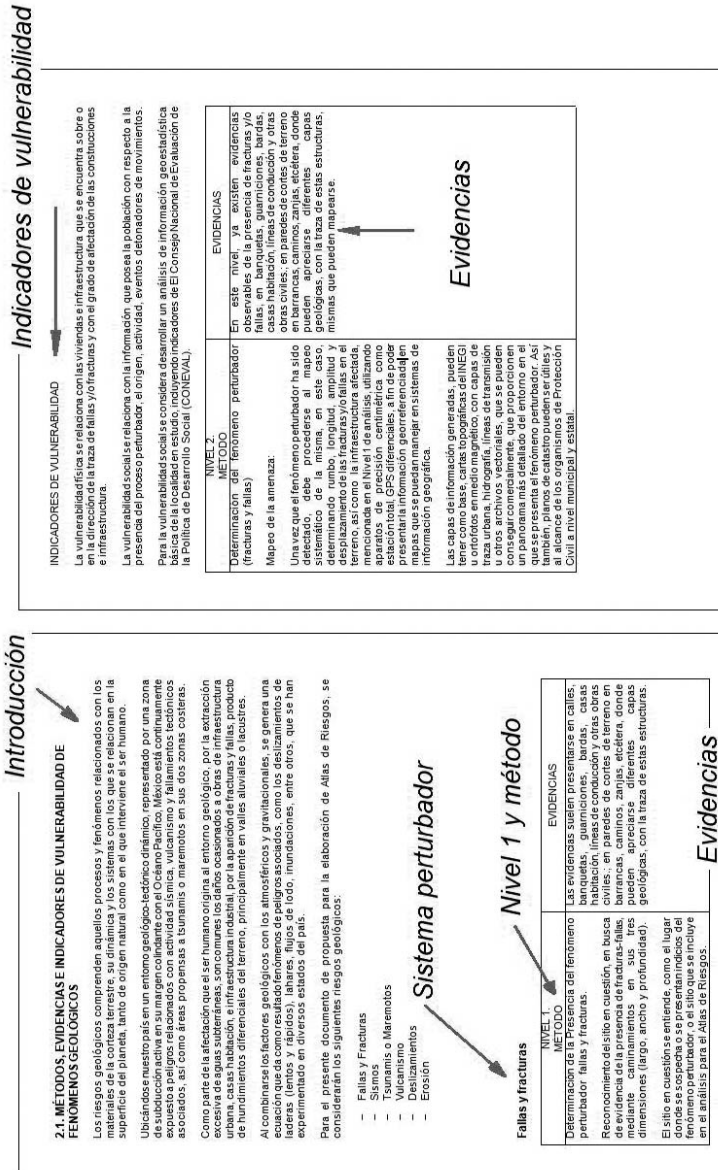 Introducción
2.1. MÉTODOS, EVIDENCIAS E INDICADORES DE VULNERABILIDAD DE
FENÓMENOS GEOLÓGICOS
Los riesgos geológicos comprenden aquellos procesos y fenómenos relacionados con los
materiales de la corteza terrestre, su dinámica y los sistemas con los que se relacionan en la
superficie del planeta, tanto de origen natural como en el que interviene el ser humano.
Ubicándose nuestro país en un entorno geológico-tectónico dinámico, representado por una zona
de subducción activa en su margen colindante con el Océano Pacífico, México está continuamente
expuesto a peligros relacionados con actividad sísmica, vulcanismo y fallamientos tectónicos
asociados, así como áreas propensas a tsunamis o maremotos en sus dos zonas costeras.
Como parte de la afectación que el ser humano origina al entorno geológico, por la extracción
excesiva de aguas subterráneas, son comunes los daños ocasionados a obras de infraestructura
urbana, casas habitación, e infraestructura industrial, por la aparición de fracturas y fallas, producto
de hundimientos diferenciales del terreno, principalmente en valles aluviales o lacustres.
Al combinarse los factores geológicos con los atmosféricos y gravitacionales, se genera una
ecuación que da como resultado fenómenos de peligros asociados, como los deslizamientos de
laderas (lentos y rápidos), lahares, flujos de lodo, inundaciones, entre otros, que se han
experimentado en diversos estados del país.
Para el presente documento de propuesta para la elaboración de Atlas de Riesgos, se
considerarán los siguientes riesgos geológicos:
– Fallas y Fracturas
– Sismos
– Tsunamis o Maremotos
– Vulcanismo
– Deslizamientos
– Erosión
Sistema perturbador
Fallas y fracturas
Nivel 1 y método
NIVEL 1.
MÉTODO
Determinación de la Presencia del fenómeno
perturbador fallas y fracturas.
Reconocimiento del sitio en cuestión, en busca
de evidencia de la presencia de fracturas-fallas,
mediante caminamientos en sus tres
dimensiones (largo, ancho y profundidad).
El sitio en cuestión se entiende, como el lugar
donde se sospecha o se presentan indicios del
fenómeno perturbador, o el sitio que se incluye
en el análisis para el Atlas de Riesgos.
EVIDENCIAS
Las evidencias suelen presentarse en calles,
banquetas, guarniciones, bardas, casas
habitación, líneas de conducción y otras obras
civiles.; en paredes de cortes de terreno en
barrancas, caminos, zanjas, etcétera, donde
pueden apreciarse diferentes capas
geológicas, con la traza de estas estructuras.
Evidencias
Indicadores de vulnerabilidad
INDICADORES DE VULNERABILIDAD
La vulnerabilidad física se relaciona con las viviendas e infraestructura que se encuentra sobre o
en la dirección de la traza de fallas y/o fracturas y con el grado de afectación de las construcciones
e infraestructura.
La vulnerabilidad social se relaciona con la información que posea la población con respecto a la
presencia del proceso perturbador, el origen, actividad, eventos detonadores de movimientos.
Para la vulnerabilidad social se considera desarrollar un análisis de información geoestadística
básica de la localidad en estudio, incluyendo indicadores de El Consejo Nacional de Evaluación de
la Política de Desarrollo Social (CONEVAL).
NIVEL 2.
MÉTODO
Determinación del fenómeno perturbador
(fracturas y fallas)
Mapeo de la amenaza:
Una vez que el fenómeno perturbador ha sido
detectado, debe procederse al mapeo
sistemático de la misma, en este caso,
determinando rumbo, longitud, amplitud y
desplazamiento de las fracturas y/o fallas en el
terreno, así como la infraestructura afectada,
mencionada en el Nivel 1 de análisis, utilizando
aparatos de precisión centimétrica como
estación total, GPS diferenciales, a fin de poder
presentar la información georreferenciada en
mapas que se puedan manejar en sistemas de
información geográfica.
Las capas de información generadas, pueden
tener como base, cartas topográficas del INEGI
u ortofotos en medio magnético, con capas de
traza urbana, hidrografía, líneas de transmisión
u otros archivos vectoriales, que se pueden
conseguir comercialmente, que proporcionen
un panorama más detallado del entorno en el
que se presenta el fenómeno perturbador. Así
también, planos de catastro pueden ser útiles y
al alcance de los organismos de Protección
Civil a nivel municipal y estatal.
EVIDENCIAS
En este nivel, ya existen evidencias
observables de la presencia de fracturas y/o
fallas, en banquetas, guarniciones, bardas,
casas habitación, líneas de conducción y otras
obras civiles.; en paredes de cortes de terreno
en barrancas, caminos, zanjas, etcétera, donde
pueden apreciarse diferentes capas
geológicas, con la traza de estas estructuras,
mismas que pueden mapearse.
Evidencias